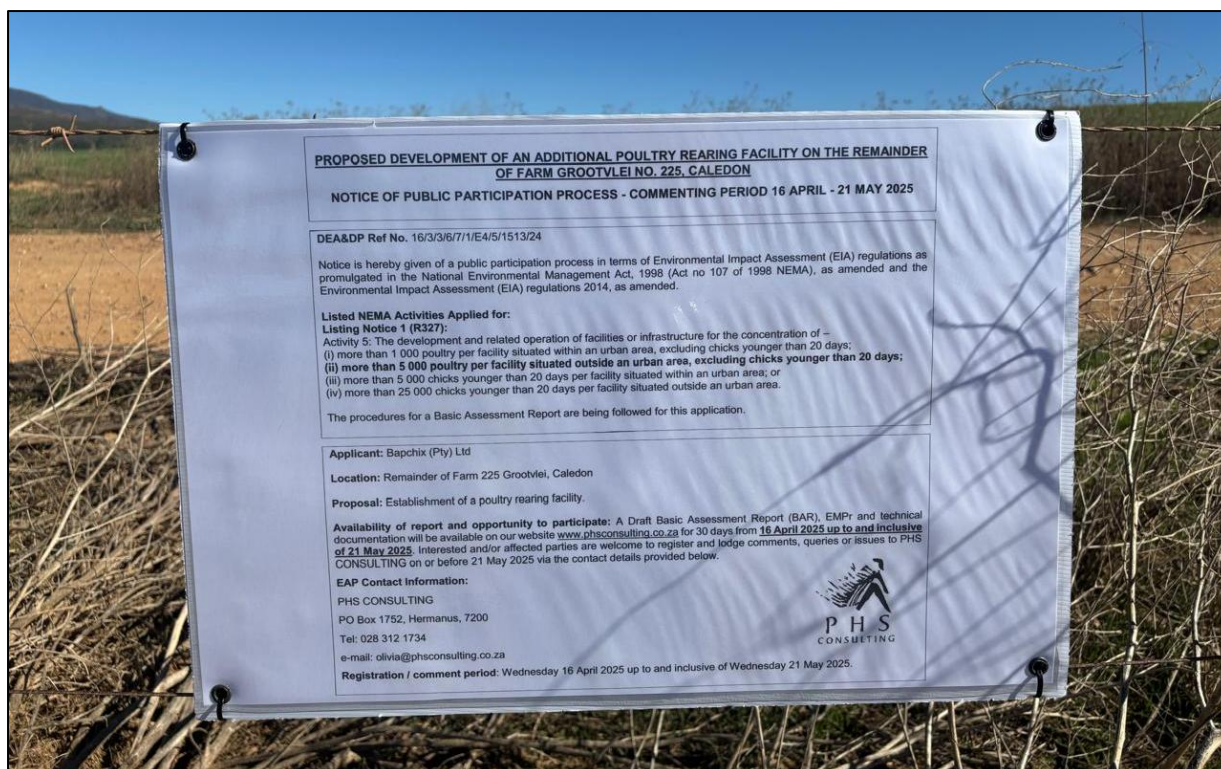 PROPOSED DEVELOPMENT OF AN ADDITIONAL POULTRY REARING FACILITY ON THE REMAINDER
OF FARM GROOTVLEI NO. 225, CALEDON
NOTICE OF PUBLIC PARTICIPATION PROCESS - COMMENTING PERIOD 16 APRIL - 21 MAY 2025
DEA&DP Ref No. 16/3/3/6/7/1/E4/5/1513/24
Notice is hereby given of a public participation process in terms of Environmental Impact Assessment (EIA) regulations as
promulgated in the National Environmental Management Act, 1998 (Act no 107 of 1998 NEMA), as amended and the
Environmental Impact Assessment (EIA) regulations 2014, as amended.
Listed NEMA Activities Applied for:
Listing Notice 1 (R327):
Activity 5: The development and related operation of facilities or infrastructure for the concentration of –
(i) more than 1 000 poultry per facility situated within an urban area, excluding chicks younger than 20 days;
(ii) more than 5 000 poultry per facility situated outside an urban area, excluding chicks younger than 20 days;
(iii) more than 5 000 chicks younger than 20 days per facility situated within an urban area; or
(iv) more than 25 000 chicks younger than 20 days per facility situated outside an urban area.
The procedures for a Basic Assessment Report are being followed for this application.
Applicant: Bapchix (Pty) Ltd
Location: Remainder of Farm 225 Grootvlei, Caledon
Proposal: Establishment of a poultry rearing facility.
Availability of report and opportunity to participate: A Draft Basic Assessment Report (BAR), EMPr and technical
documentation will be available on our website www.phsconsulting.co.za for 30 days from 16 April 2025 up to and inclusive
of 21 May 2025. Interested and/or affected parties are welcome to register and lodge comments, queries or issues to PHS
CONSULTING on or before 21 May 2025 via the contact details provided below.
EAP Contact Information:
PHS CONSULTING
PO Box 1752, Hermanus, 7200
Tel: 028 312 1734
e-mail: olivia@phsconsulting.co.za
Registration / comment period: Wednesday 16 April 2025 up to and inclusive of Wednesday 21 May 2025.
PHS
CONSULTING